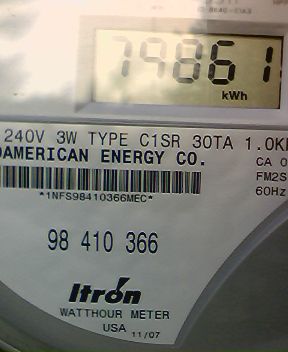 79861
kWh
240V 3W TYPE C1SR 30TA 1.0K
AMERICAN ENERGY CO.
CA 0
FM2S
60Hz
*1NFS98410366MEC*
98 410 366
Itron
WATTHOUR METER
USA 11/07